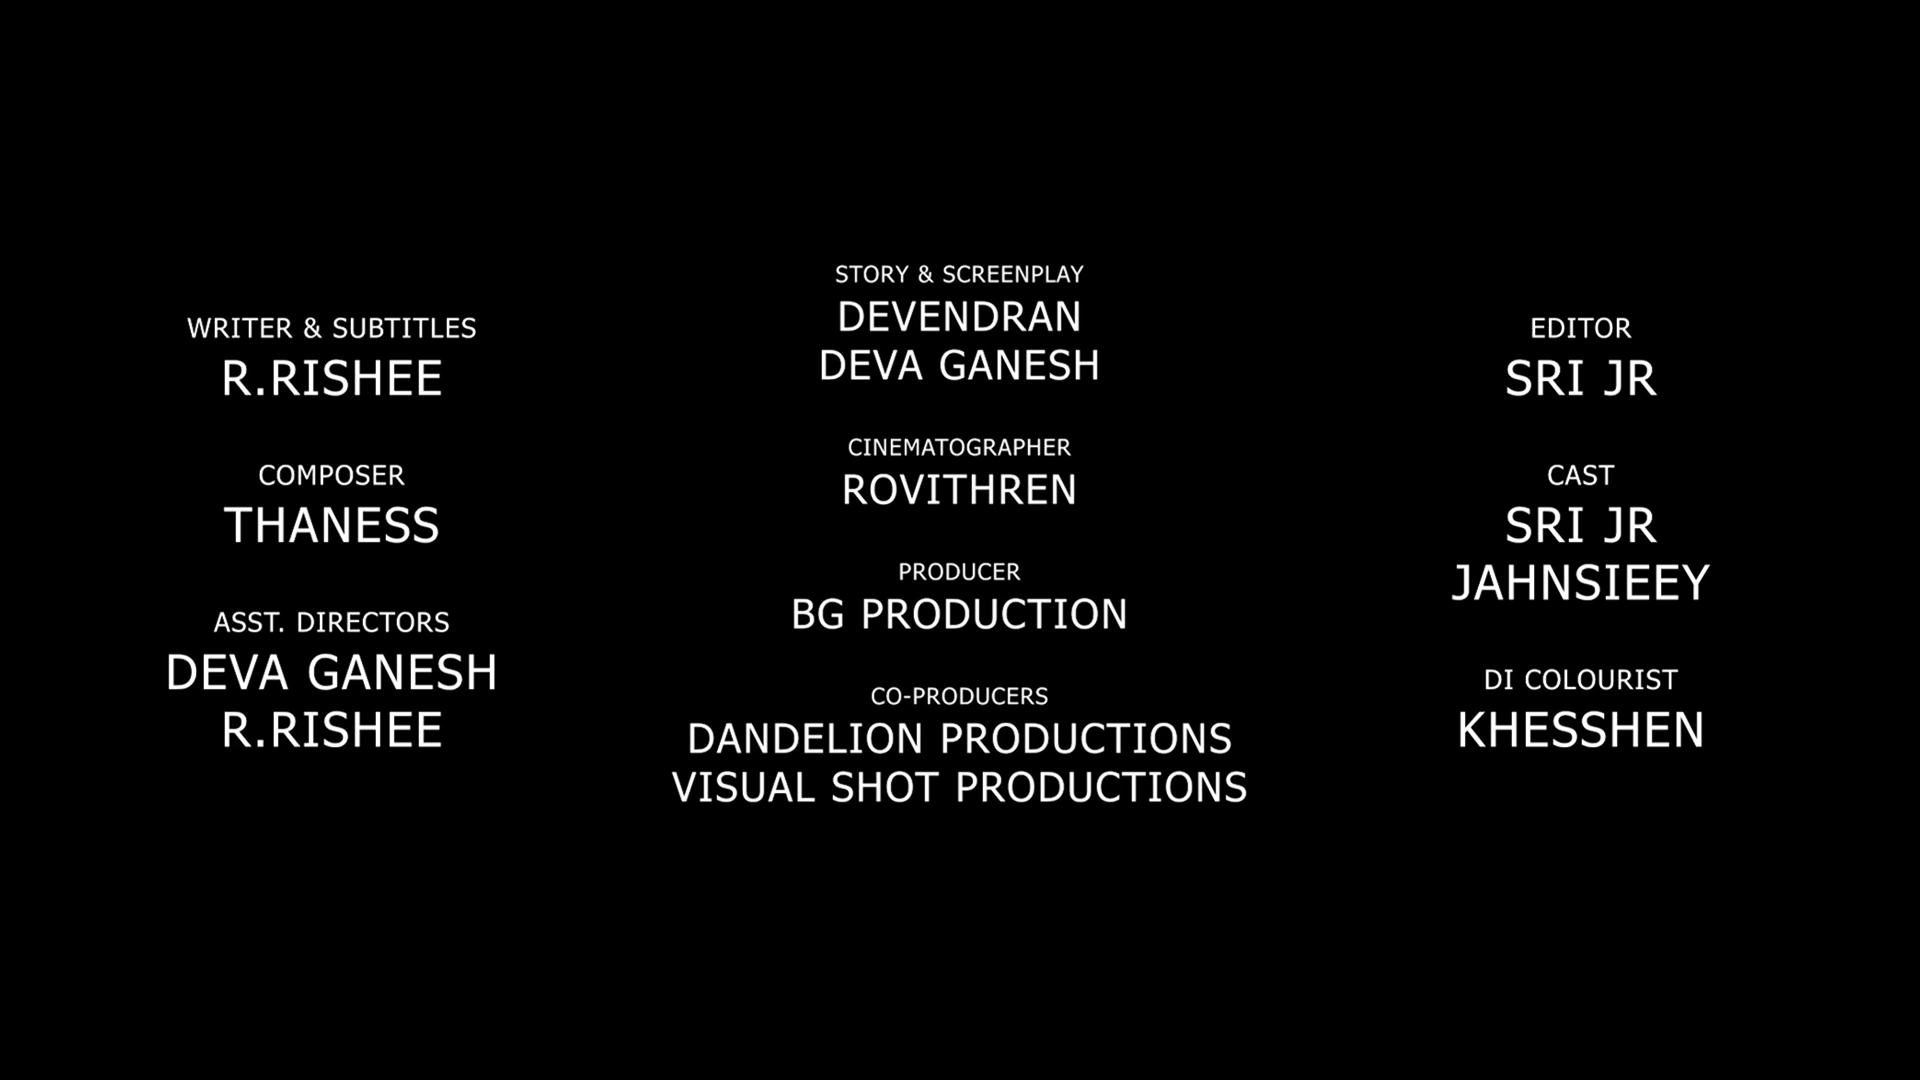 WRITER & SUBTITLES
R.RISHEE
COMPOSER
THANESS
ASST. DIRECTORS
DEVA GANESH
R.RISHEE
STORY & SCREENPLAY
DEVENDRAN
DEVA GANESH
CINEMATOGRAPHER
ROVITHREN
PRODUCER
BG PRODUCTION
CO-PRODUCERS
DANDELION PRODUCTIONS
VISUAL SHOT PRODUCTIONS
EDITOR
SRI JR
CAST
SRI JR
JAHNSIEEY
DI COLOURIST
KHESSHEN